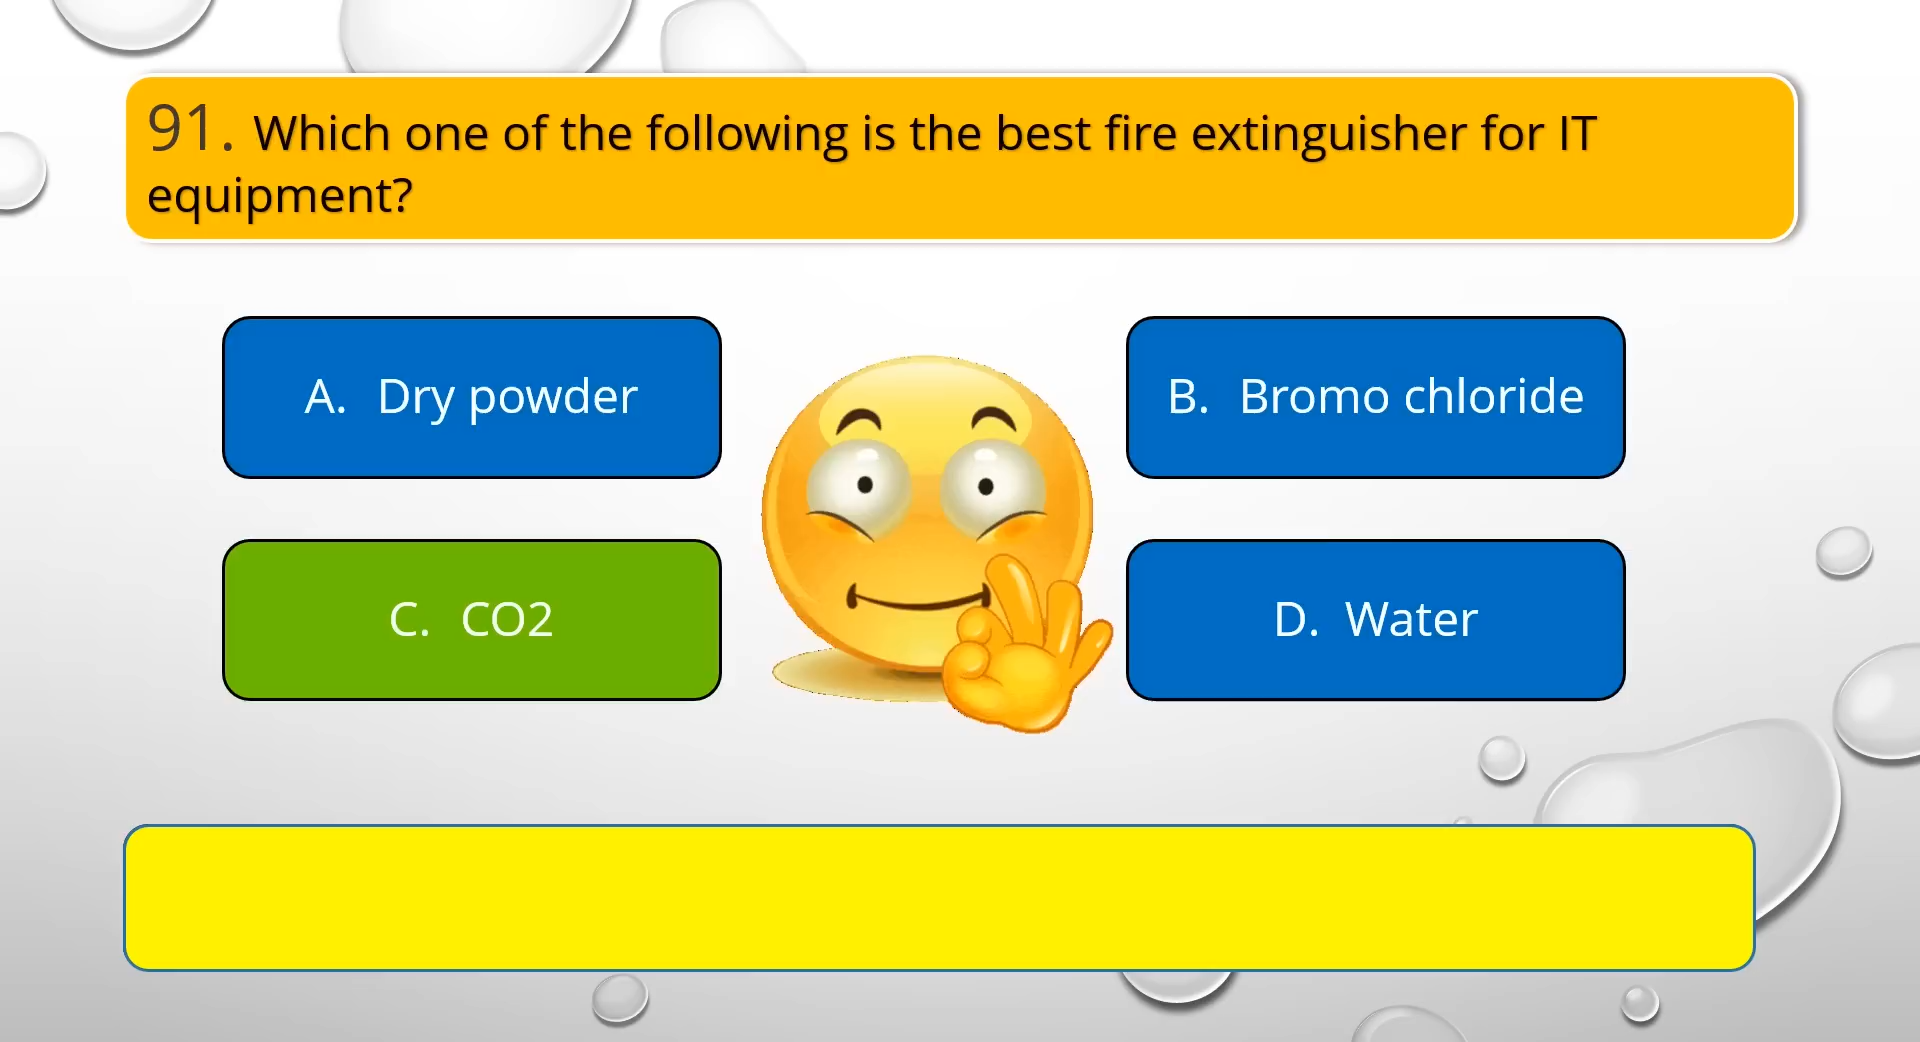 91. Which one of the following is the best fire extinguisher for IT
equipment?
A. Dry powder
B. Bromo chloride
C. CO2
D. Water